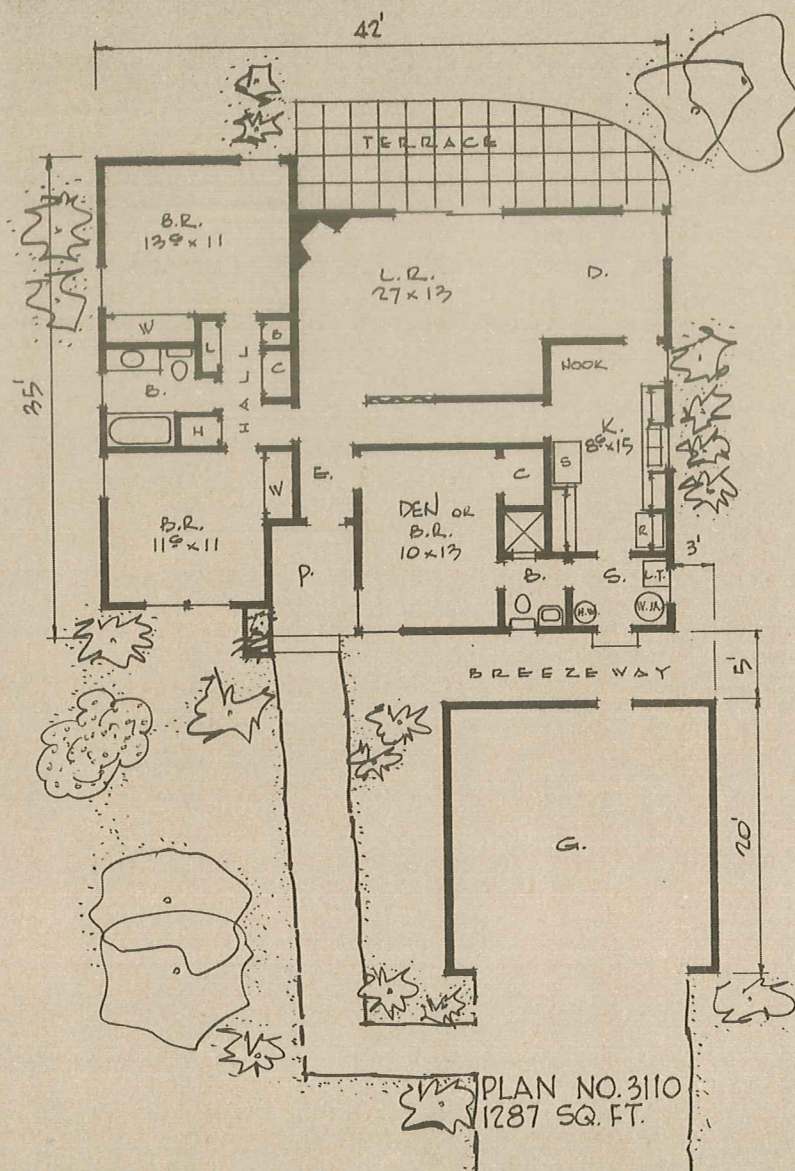 42'
TERRACE
B.R.
13⁶ x 11
L.R.
27 x 13
D.
W
L
B
C
HALL
B.
H
NOOK
K.
8⁶ x 15
35'
S
W
E.
C
DEN OR
B.R.
10 x 13
B.R.
11⁶ x 11
R
3'
P.
B.
S.
L.T.
H.W.
W.M.
BREEZEWAY
5'
G.
20'
PLAN NO. 3110
1287 SQ. FT.